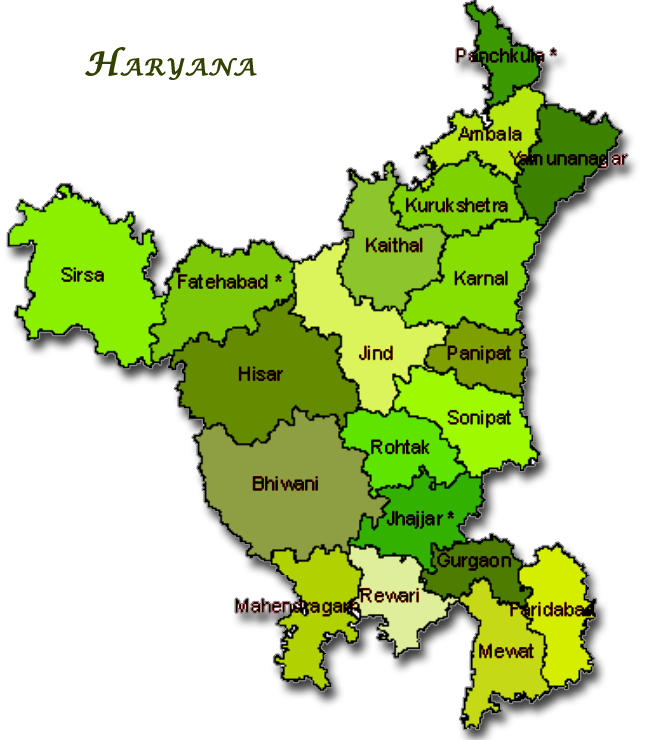 HARYANA
Panchkula *
Ambala
Yamunanagar
Kurukshetra
Kaithal
Karnal
Sirsa
Fatehabad *
Jind
Panipat
Hisar
Sonipat
Rohtak
Bhiwani
Jhajjar *
Gurgaon
Rewari
Mahendragarh
Faridabad
Mewat